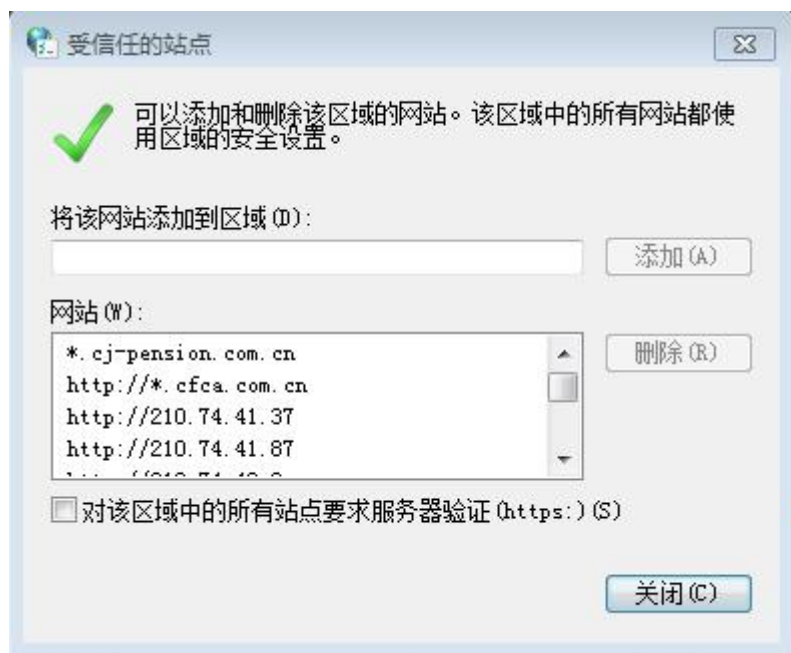 受信任的站点
可以添加和删除该区域的网站。该区域中的所有网站都使
用区域的安全设置。
将该网站添加到区域(D):
添加(A)
网站(W):
*.cj-pension.com.cn
http://*.cfca.com.cn
http://210.74.41.37
http://210.74.41.87
删除(R)
对该区域中的所有站点要求服务器验证(https:)(S)
关闭(C)